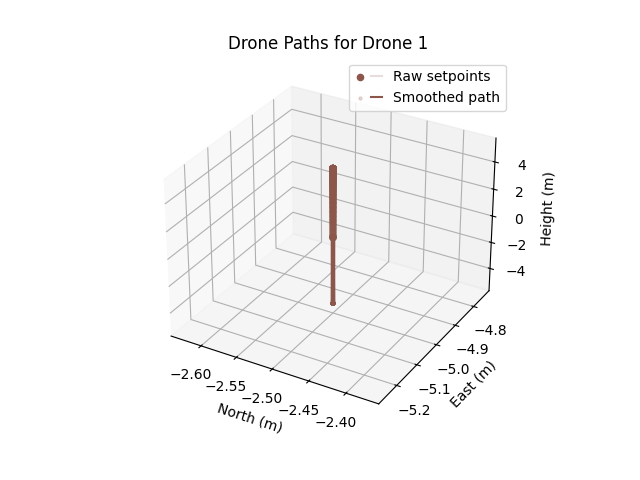 Drone Paths for Drone 1
Raw setpoints
Smoothed path
4
2
0
−2
−4
Height (m)
−4.8
−4.9
−5.0
−5.1
−5.2
East (m)
−2.60
−2.55
−2.50
−2.45
−2.40
North (m)